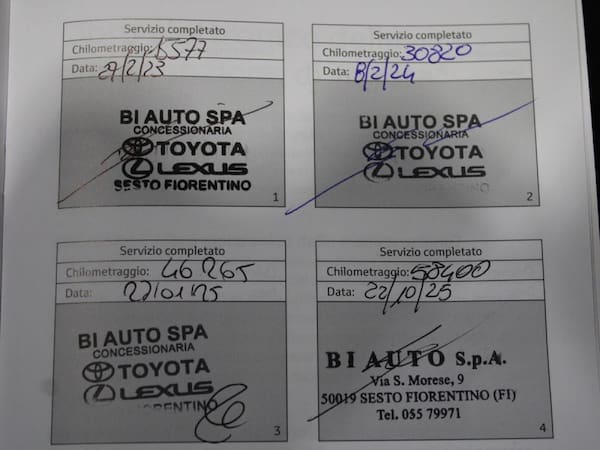 Servizio completato
Chilometraggio: 15577
Data: 27/2/23
BI AUTO SPA
CONCESSIONARIA
TOYOTA
LEXUS
SESTO FIORENTINO
1
Servizio completato
Chilometraggio: 30820
Data: 8/2/24
BI AUTO SPA
CONCESSIONARIA
TOYOTA
LEXUS
2
Servizio completato
Chilometraggio: 46265
Data: 27/01/25
BI AUTO SPA
CONCESSIONARIA
TOYOTA
LEXUS
FIORENTINO
3
Servizio completato
Chilometraggio: 58400
Data: 22/10/25
BI AUTO S.p.A.
Via S. Morese, 9
50019 SESTO FIORENTINO (FI)
Tel. 055 79971
4